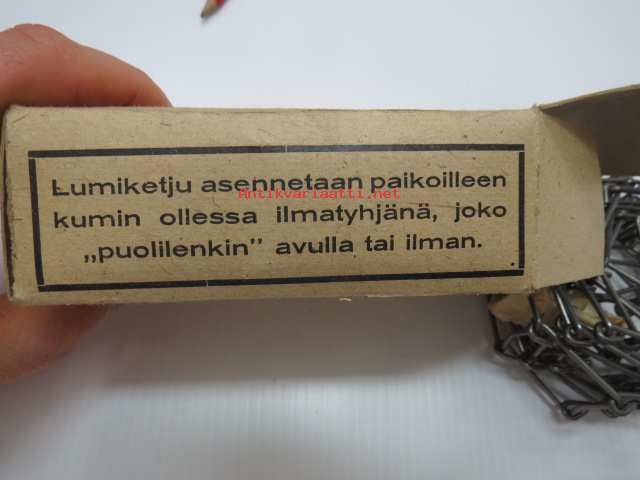 Lumiketju asennetaan paikoilleen
Antikvariaatti.net
kumin ollessa ilmatyhjänä, joko
„puolilenkin” avulla tai ilman.